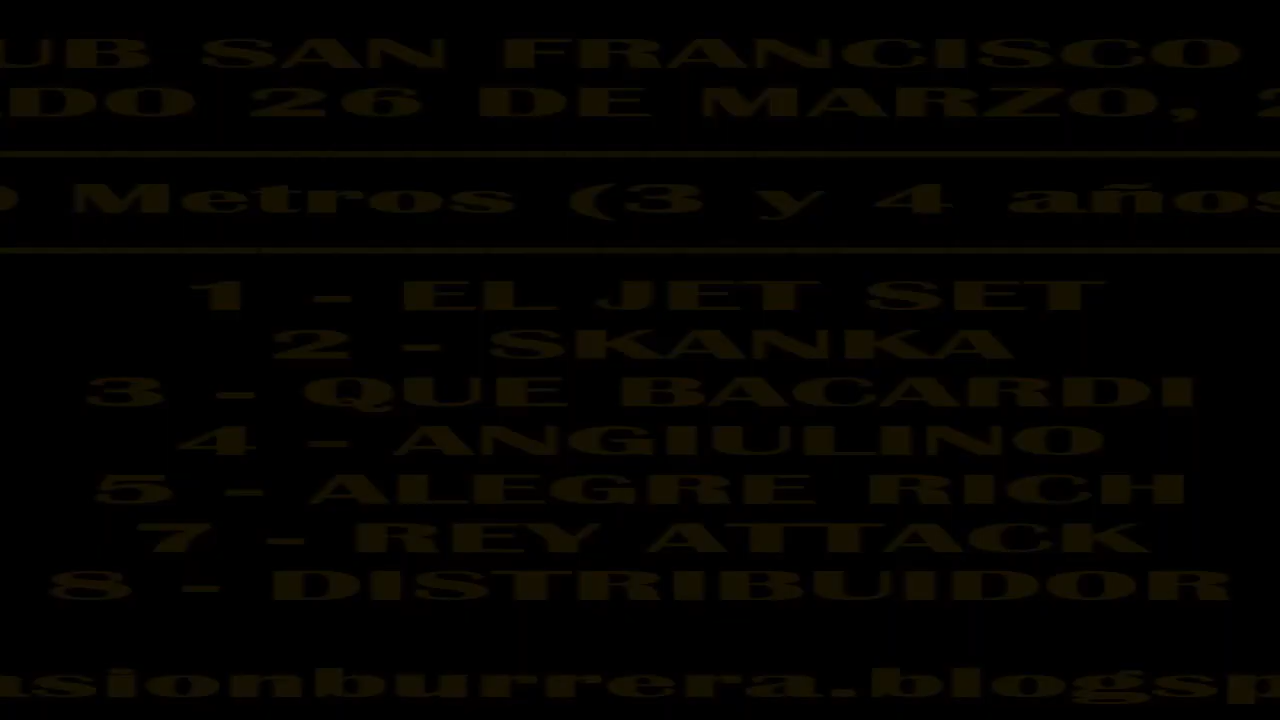 UB SAN FRANCISCO
DO 26 DE MARZO, 2
Metros (3 y 4 años
1 - EL JET SET
2 - SKANKA
3 - QUE BACARDI
4 - ANGIULINO
5 - ALEGRE RICH
7 - REY ATTACK
8 - DISTRIBUIDOR
asionburrera.blogsp